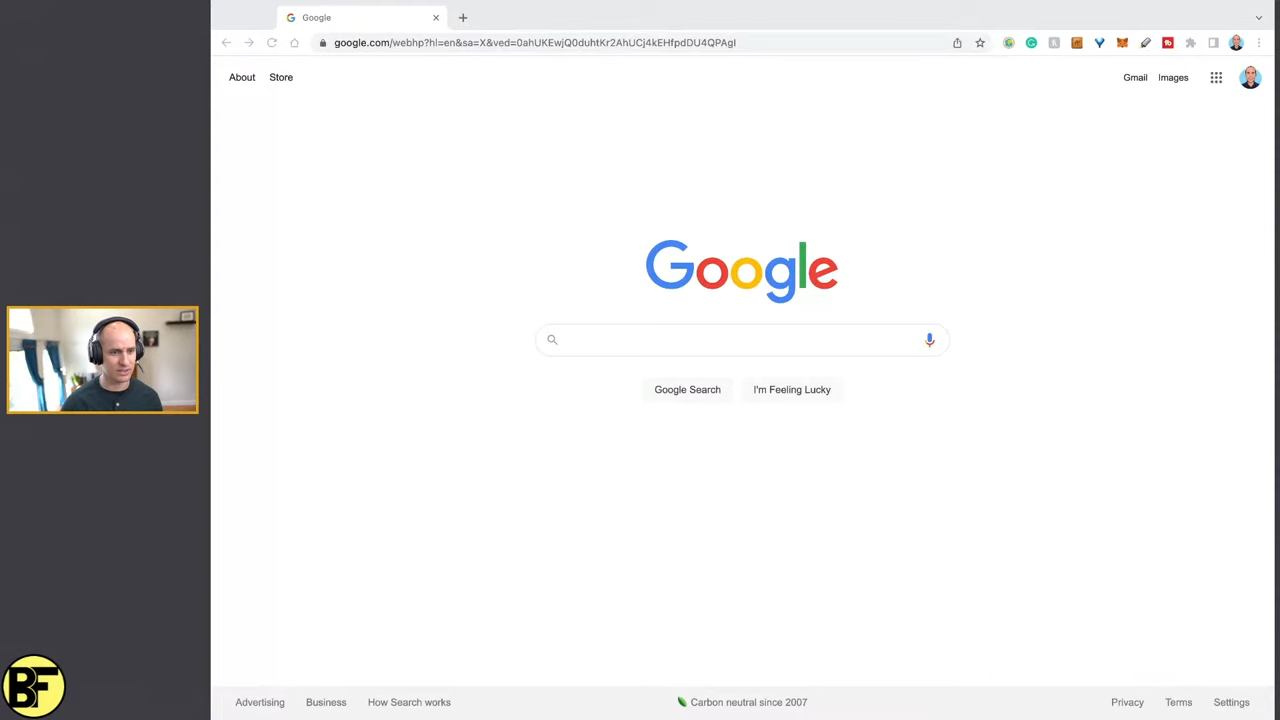 Google
google.com/webhp?hl=en&sa=X&ved=0ahUKEwjQ0duhtKr2AhUCj4kEHfpdDU4QPAgI
About Store
Gmail Images
Google
Google Search I'm Feeling Lucky
Advertising Business How Search works
Carbon neutral since 2007
Privacy Terms Settings
BF